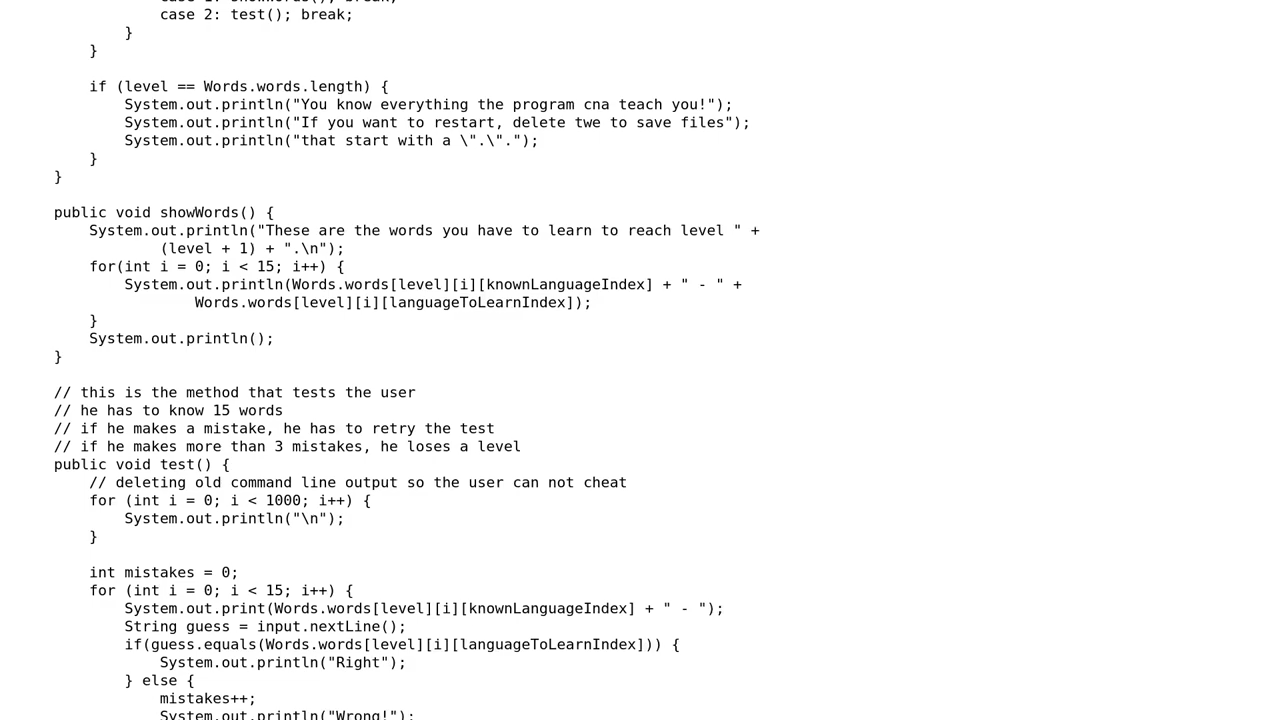 case 1: showWords(); break;
case 2: test(); break;
}
}
if (level == Words.words.length) {
System.out.println("You know everything the program cna teach you!");
System.out.println("If you want to restart, delete twe to save files");
System.out.println("that start with a \".\".");
}
}
public void showWords() {
System.out.println("These are the words you have to learn to reach level " +
(level + 1) + ".\n");
for(int i = 0; i < 15; i++) {
System.out.println(Words.words[level][i][knownLanguageIndex] + " - " +
Words.words[level][i][languageToLearnIndex]);
}
System.out.println();
}
// this is the method that tests the user
// he has to know 15 words
// if he makes a mistake, he has to retry the test
// if he makes more than 3 mistakes, he loses a level
public void test() {
// deleting old command line output so the user can not cheat
for (int i = 0; i < 1000; i++) {
System.out.println("\n");
}
int mistakes = 0;
for (int i = 0; i < 15; i++) {
System.out.print(Words.words[level][i][knownLanguageIndex] + " - ");
String guess = input.nextLine();
if(guess.equals(Words.words[level][i][languageToLearnIndex])) {
System.out.println("Right");
} else {
mistakes++;
System.out.println("Wrong!");